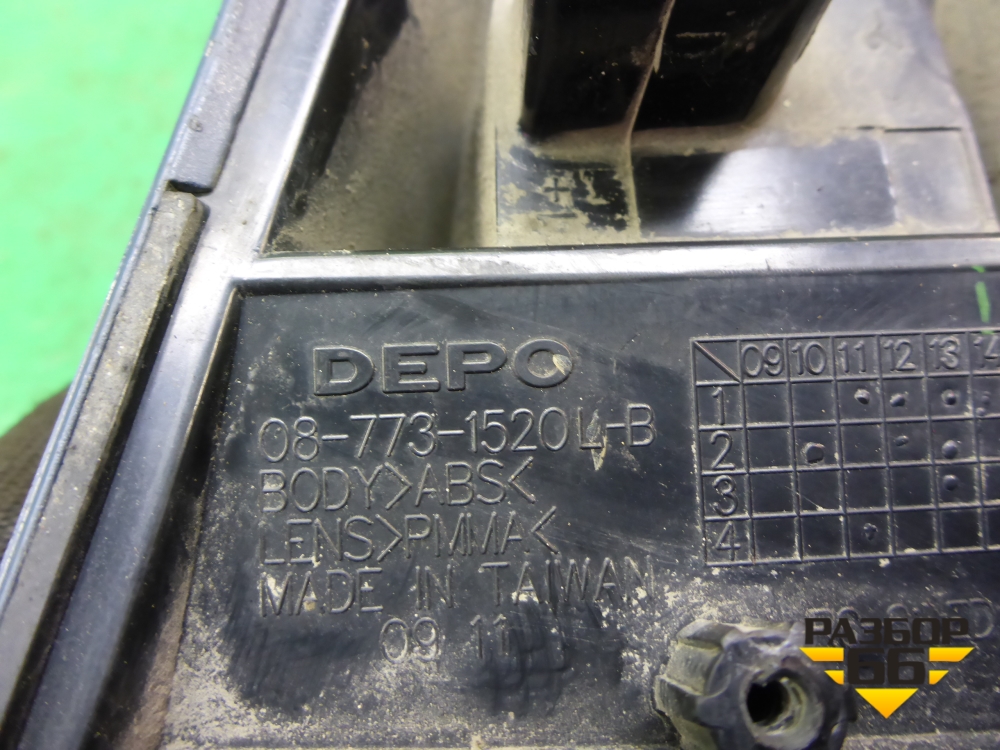 DEPO
08-773-1520L-B
BODY>ABS<
LENS>PMMA<
MADE IN TAIWAN
09 11
09 10 11 12 13 14
1
2
3
4
РАЗБОР
66